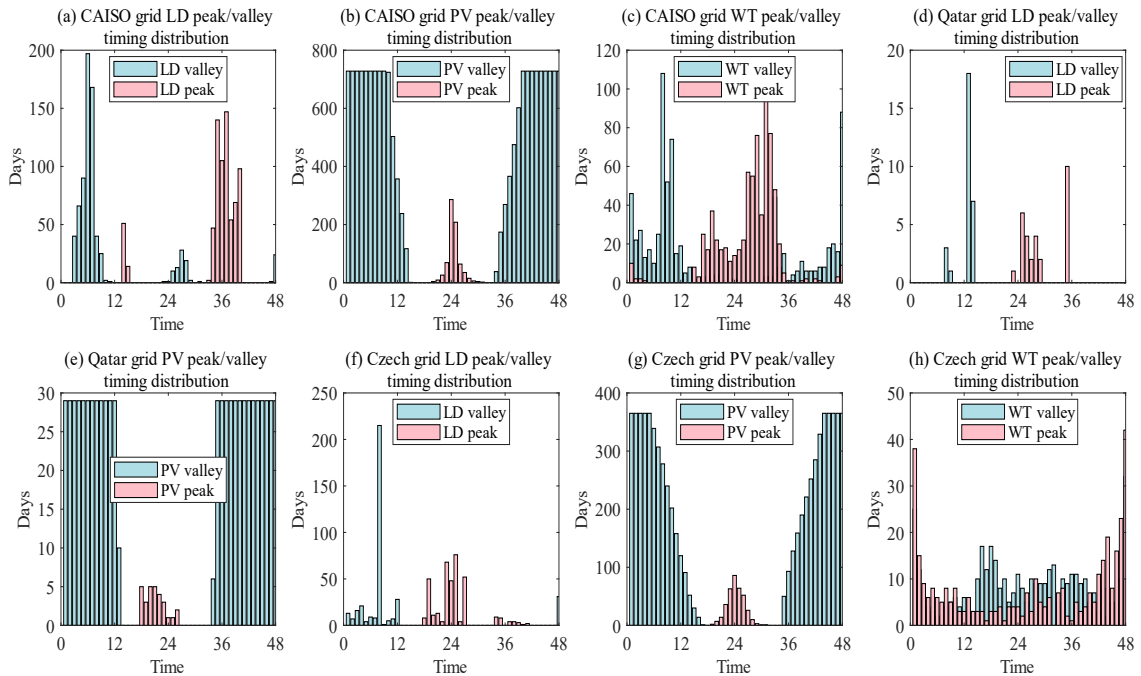 (a) CAISO grid LD peak/valley
timing distribution
200
150
100
50
0
Days
LD valley
LD peak
0 12 24 36 48
Time
(b) CAISO grid PV peak/valley
timing distribution
800
600
400
200
0
Days
PV valley
PV peak
0 12 24 36 48
Time
(c) CAISO grid WT peak/valley
timing distribution
120
100
80
60
40
20
0
Days
WT valley
WT peak
0 12 24 36 48
Time
(d) Qatar grid LD peak/valley
timing distribution
20
15
10
5
0
Days
LD valley
LD peak
0 12 24 36 48
Time
(e) Qatar grid PV peak/valley
timing distribution
30
25
20
15
10
5
0
Days
PV valley
PV peak
0 12 24 36 48
Time
(f) Czech grid LD peak/valley
timing distribution
250
200
150
100
50
0
Days
LD valley
LD peak
0 12 24 36 48
Time
(g) Czech grid PV peak/valley
timing distribution
400
300
200
100
0
Days
PV valley
PV peak
0 12 24 36 48
Time
(h) Czech grid WT peak/valley
timing distribution
50
40
30
20
10
0
Days
WT valley
WT peak
0 12 24 36 48
Time